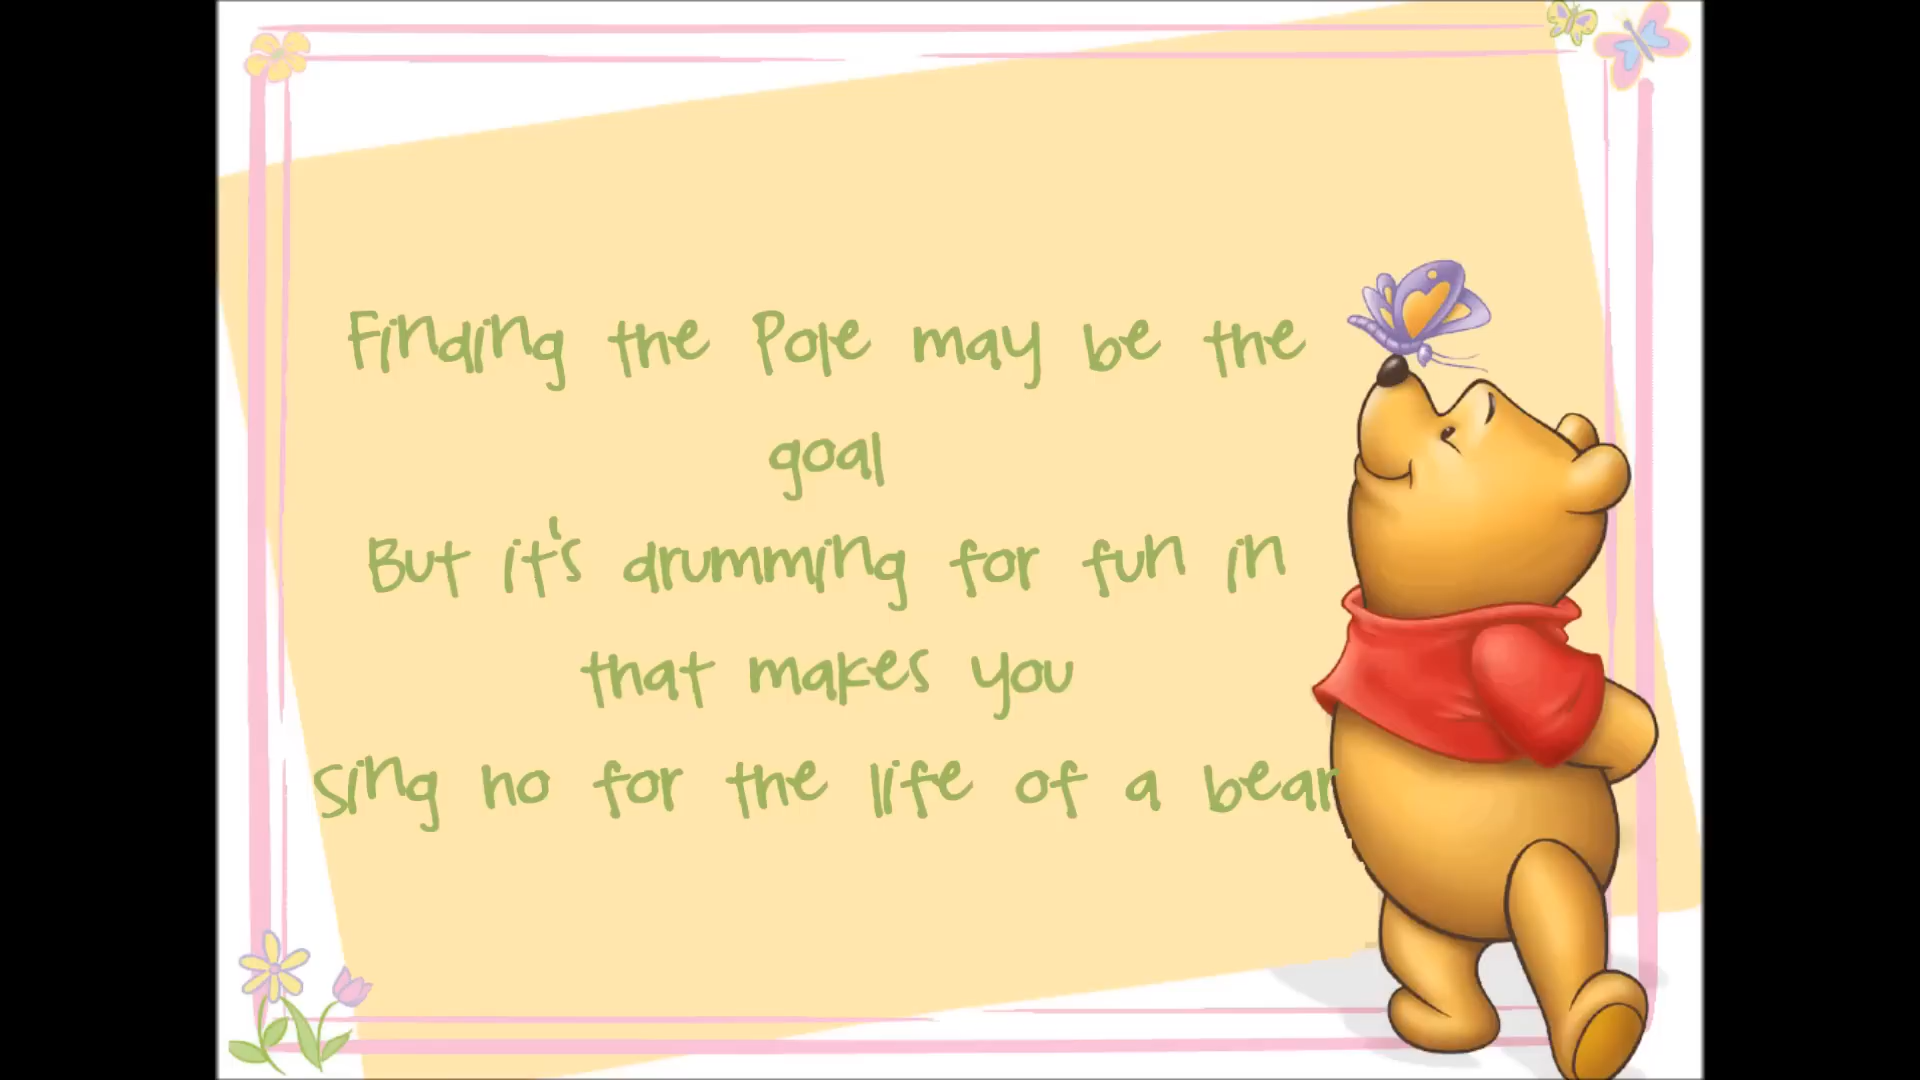 Finding the Pole may be the
goal
But it's drumming for fun in
that makes you
Sing ho for the life of a bear